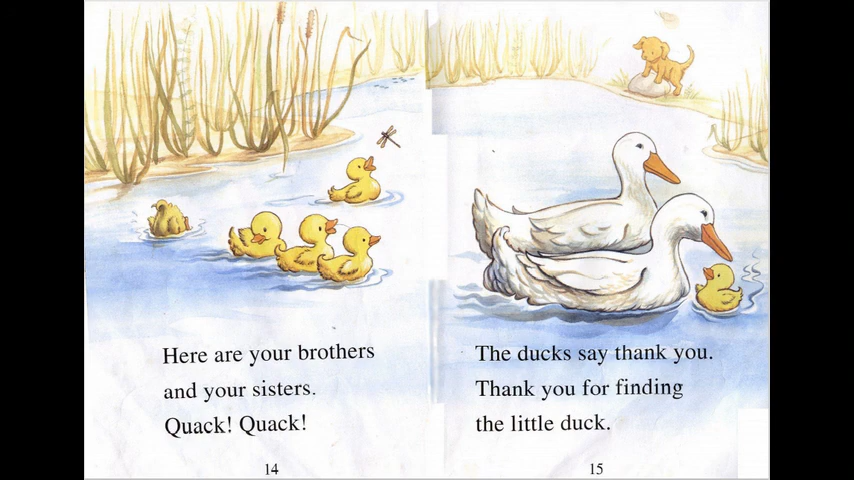 Here are your brothers
and your sisters.
Quack! Quack!
14
The ducks say thank you.
Thank you for finding
the little duck.
15